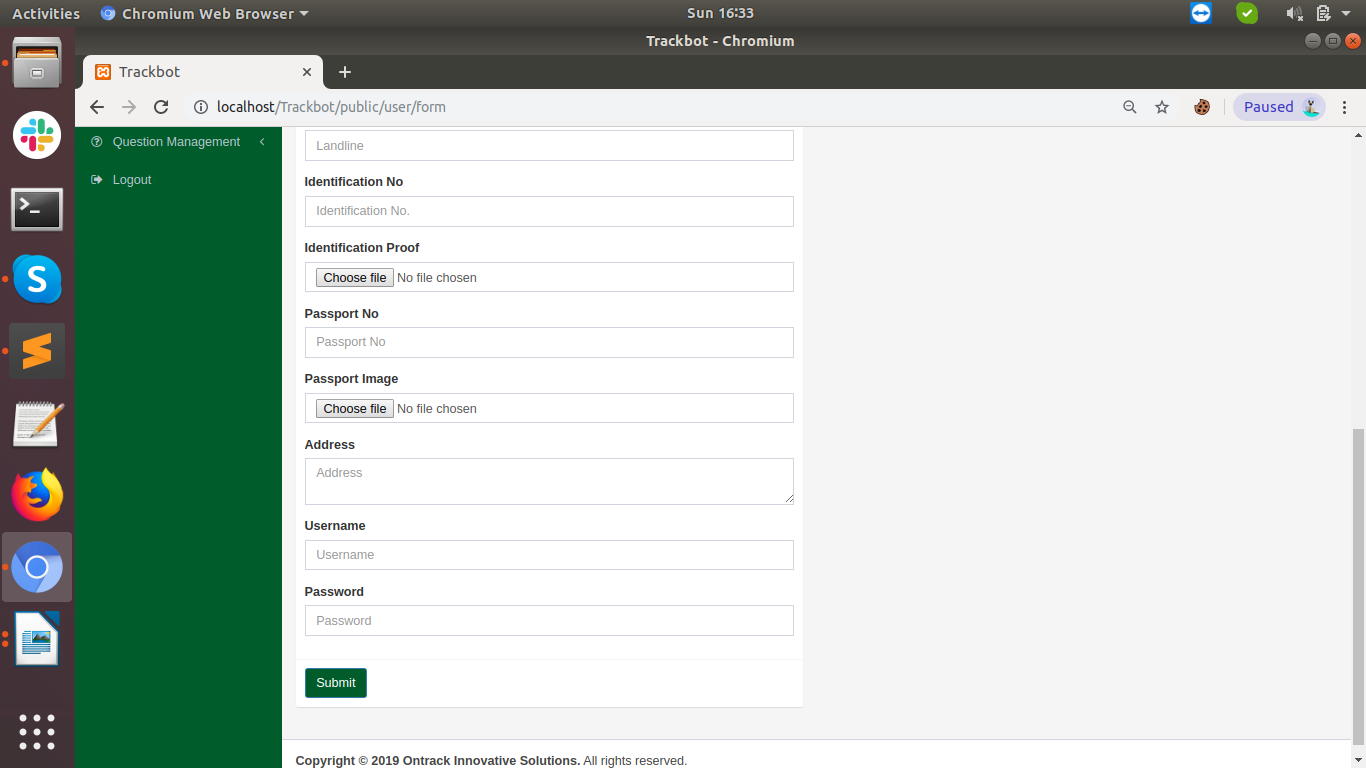 Activities Chromium Web Browser Sun 16:33
Trackbot - Chromium
Trackbot
localhost/Trackbot/public/user/form Paused
Question Management
Logout
Landline
Identification No
Identification No.
Identification Proof
Choose file No file chosen
Passport No
Passport No
Passport Image
Choose file No file chosen
Address
Address
Username
Username
Password
Password
Submit
Copyright © 2019 Ontrack Innovative Solutions. All rights reserved.